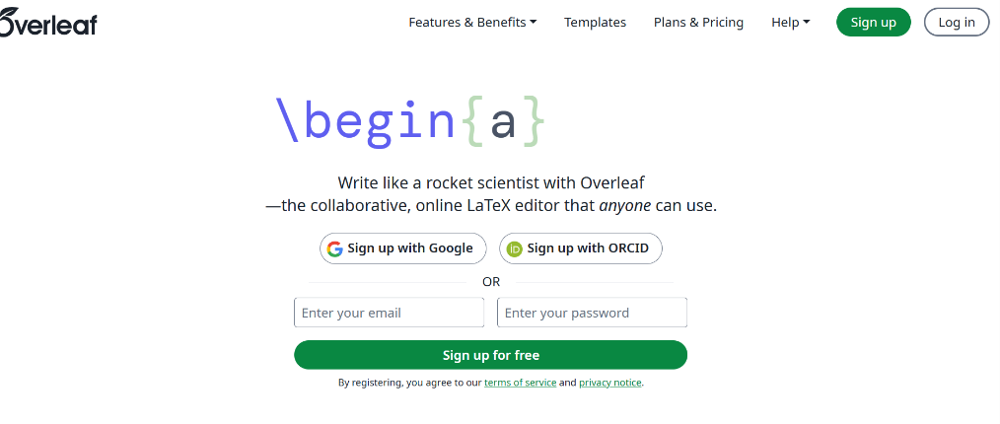 Overleaf
Features & Benefits
Templates
Plans & Pricing
Help
Sign up
Log in
\begin{a}
Write like a rocket scientist with Overleaf
—the collaborative, online LaTeX editor that anyone can use.
Sign up with Google
iD Sign up with ORCID
OR
Enter your email
Enter your password
Sign up for free
By registering, you agree to our terms of service and privacy notice.